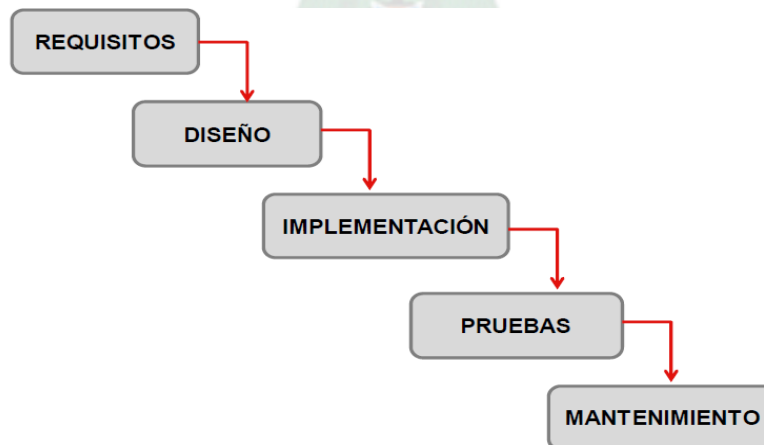 REQUISITOS
DISEÑO
IMPLEMENTACIÓN
PRUEBAS
MANTENIMIENTO